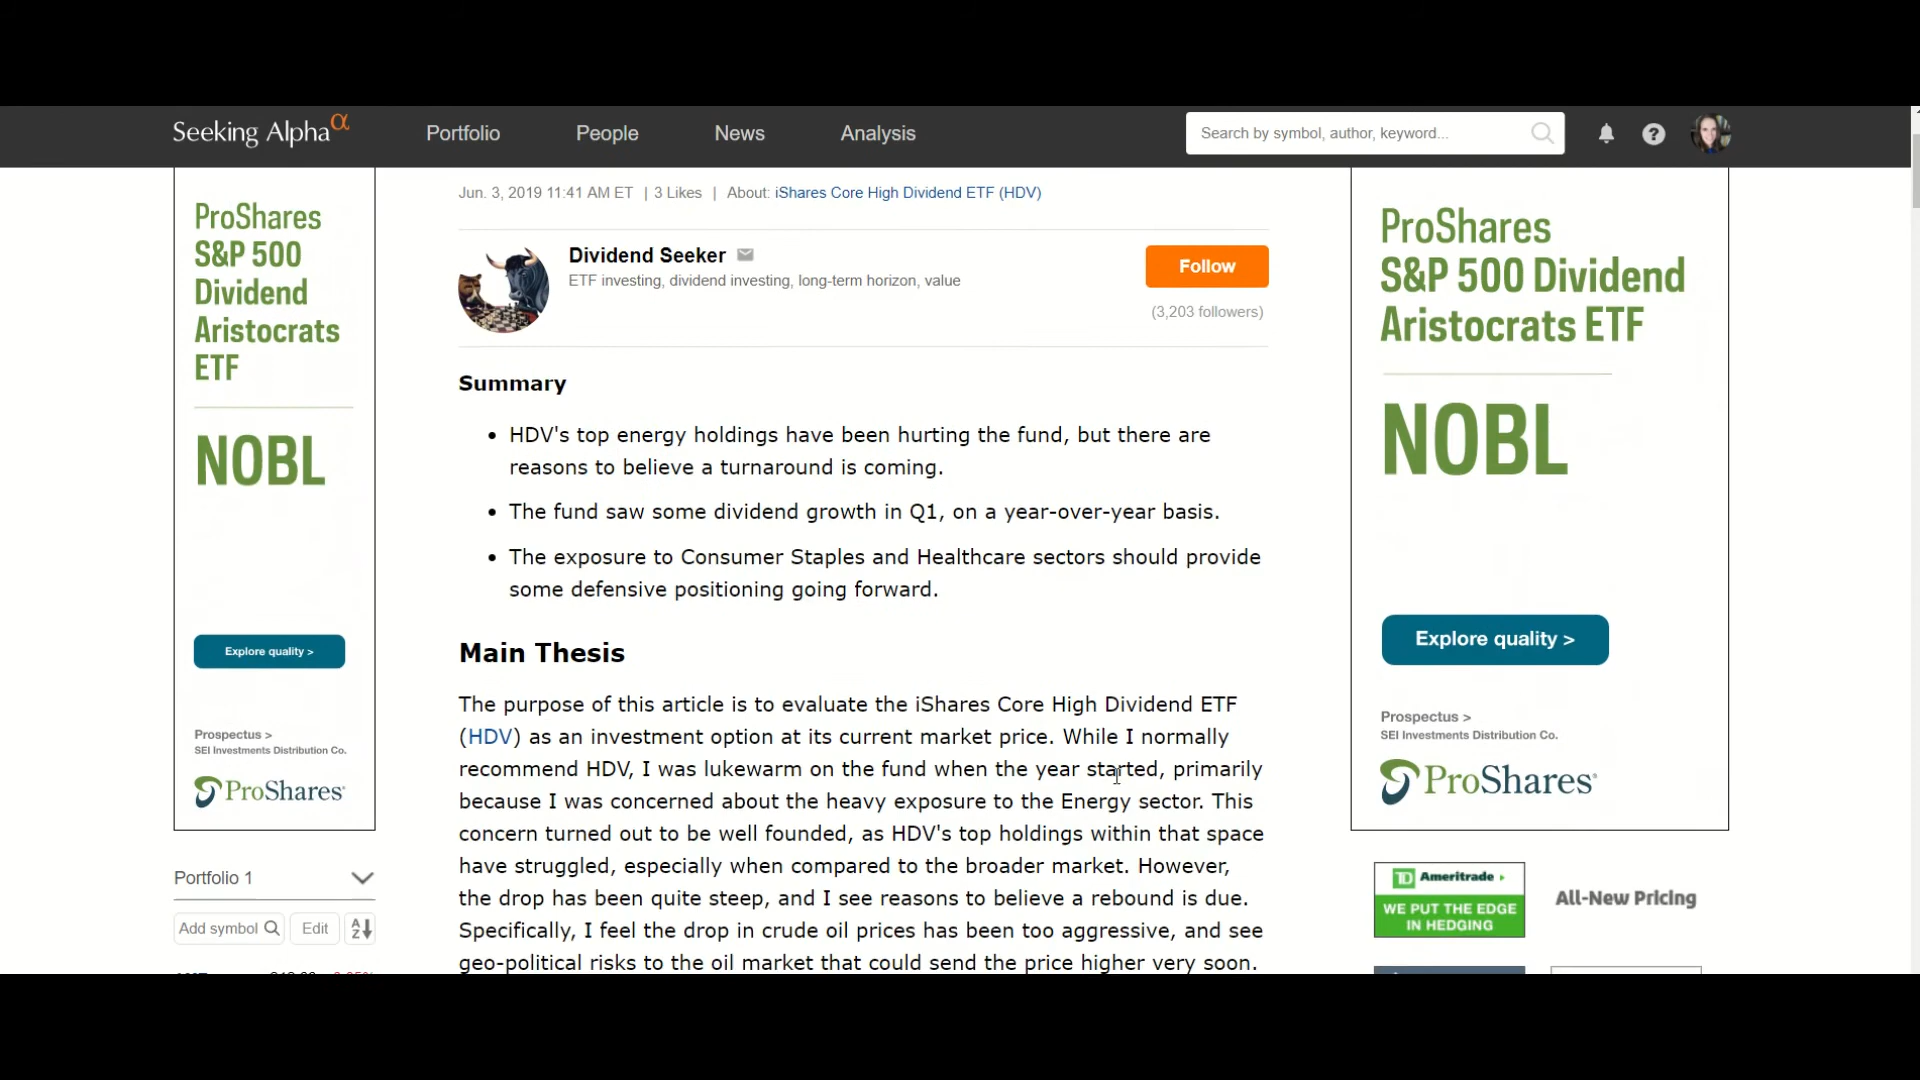 Seeking Alpha α
Portfolio
People
News
Analysis
Search by symbol, author, keyword...
ProShares
S&P 500
Dividend
Aristocrats
ETF
NOBL
Explore quality >
Prospectus >
SEI Investments Distribution Co.
ProShares
Portfolio 1
Add symbol
Edit
A
Z
Jun. 3, 2019 11:41 AM ET | 3 Likes | About: iShares Core High Dividend ETF (HDV)
Dividend Seeker
ETF investing, dividend investing, long-term horizon, value
Follow
(3,203 followers)
Summary
• HDV's top energy holdings have been hurting the fund, but there are
reasons to believe a turnaround is coming.
• The fund saw some dividend growth in Q1, on a year-over-year basis.
• The exposure to Consumer Staples and Healthcare sectors should provide
some defensive positioning going forward.
Main Thesis
The purpose of this article is to evaluate the iShares Core High Dividend ETF
(HDV) as an investment option at its current market price. While I normally
recommend HDV, I was lukewarm on the fund when the year started, primarily
because I was concerned about the heavy exposure to the Energy sector. This
concern turned out to be well founded, as HDV's top holdings within that space
have struggled, especially when compared to the broader market. However,
the drop has been quite steep, and I see reasons to believe a rebound is due.
Specifically, I feel the drop in crude oil prices has been too aggressive, and see
geo-political risks to the oil market that could send the price higher very soon.
ProShares
S&P 500 Dividend
Aristocrats ETF
NOBL
Explore quality >
Prospectus >
SEI Investments Distribution Co.
ProShares
TD Ameritrade
WE PUT THE EDGE
IN HEDGING
All-New Pricing